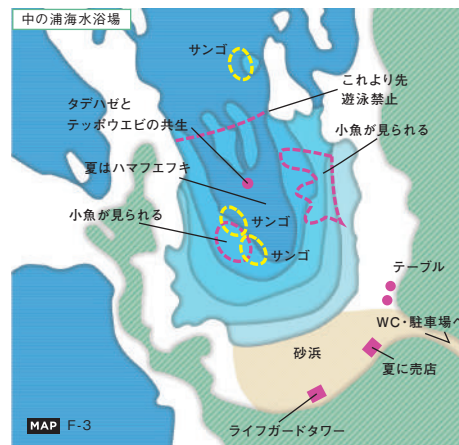 中の浦海水浴場
サンゴ
これより先
遊泳禁止
タデハゼと
テッポウエビの共生
小魚が見られる
夏はハマフエフキ
小魚が見られる
サンゴ
サンゴ
テーブル
WC・駐車場へ
砂浜
夏に売店
MAP F-3
ライフガードタワー